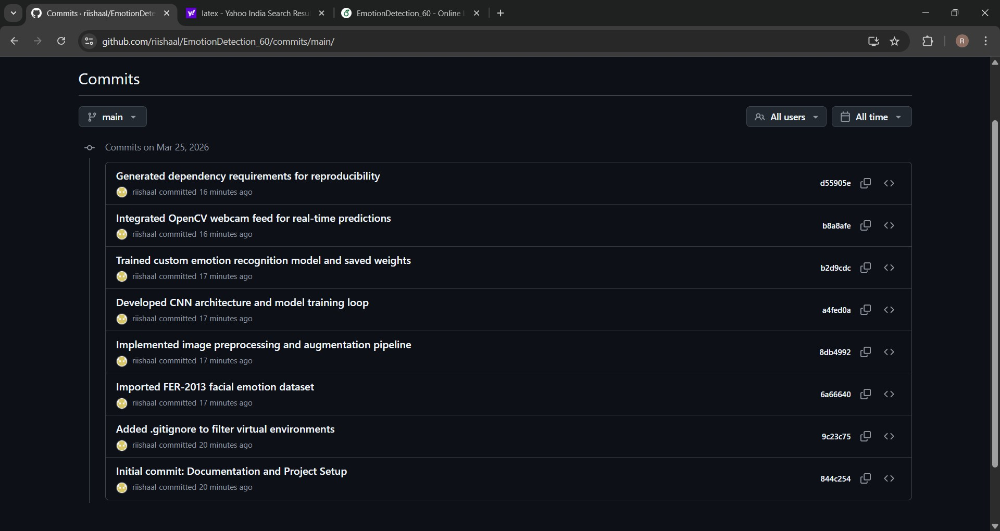 Commits · riishaal/EmotionDete
latex - Yahoo India Search Resu
EmotionDetection_60 - Online
github.com/riishaal/EmotionDetection_60/commits/main/
R
Commits
main
All users
All time
Commits on Mar 25, 2026
Generated dependency requirements for reproducibility
riishaal committed 16 minutes ago
d55905e
Integrated OpenCV webcam feed for real-time predictions
riishaal committed 16 minutes ago
b8a8afe
Trained custom emotion recognition model and saved weights
riishaal committed 17 minutes ago
b2d9cdc
Developed CNN architecture and model training loop
riishaal committed 17 minutes ago
a4fed0a
Implemented image preprocessing and augmentation pipeline
riishaal committed 17 minutes ago
8db4992
Imported FER-2013 facial emotion dataset
riishaal committed 17 minutes ago
6a66640
Added .gitignore to filter virtual environments
riishaal committed 20 minutes ago
9c23c75
Initial commit: Documentation and Project Setup
riishaal committed 20 minutes ago
844c254